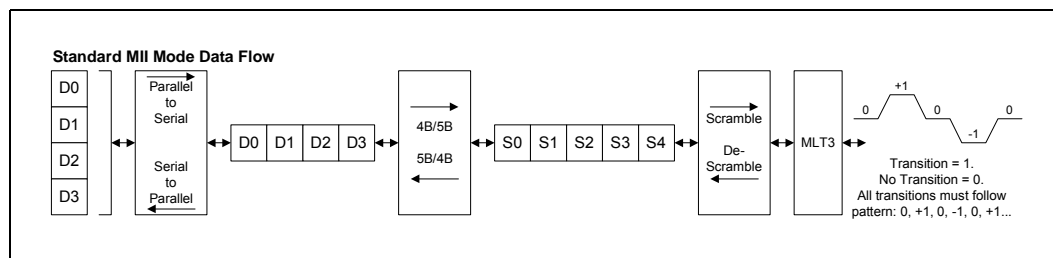 Standard MII Mode Data Flow
D0
D1
D2
D3
Parallel
to
Serial
Serial
to
Parallel
D0 D1 D2 D3
4B/5B
5B/4B
S0 S1 S2 S3 S4
Scramble
De-
Scramble
MLT3
0 +1 0 -1 0
Transition = 1.
No Transition = 0.
All transitions must follow
pattern: 0, +1, 0, -1, 0, +1...